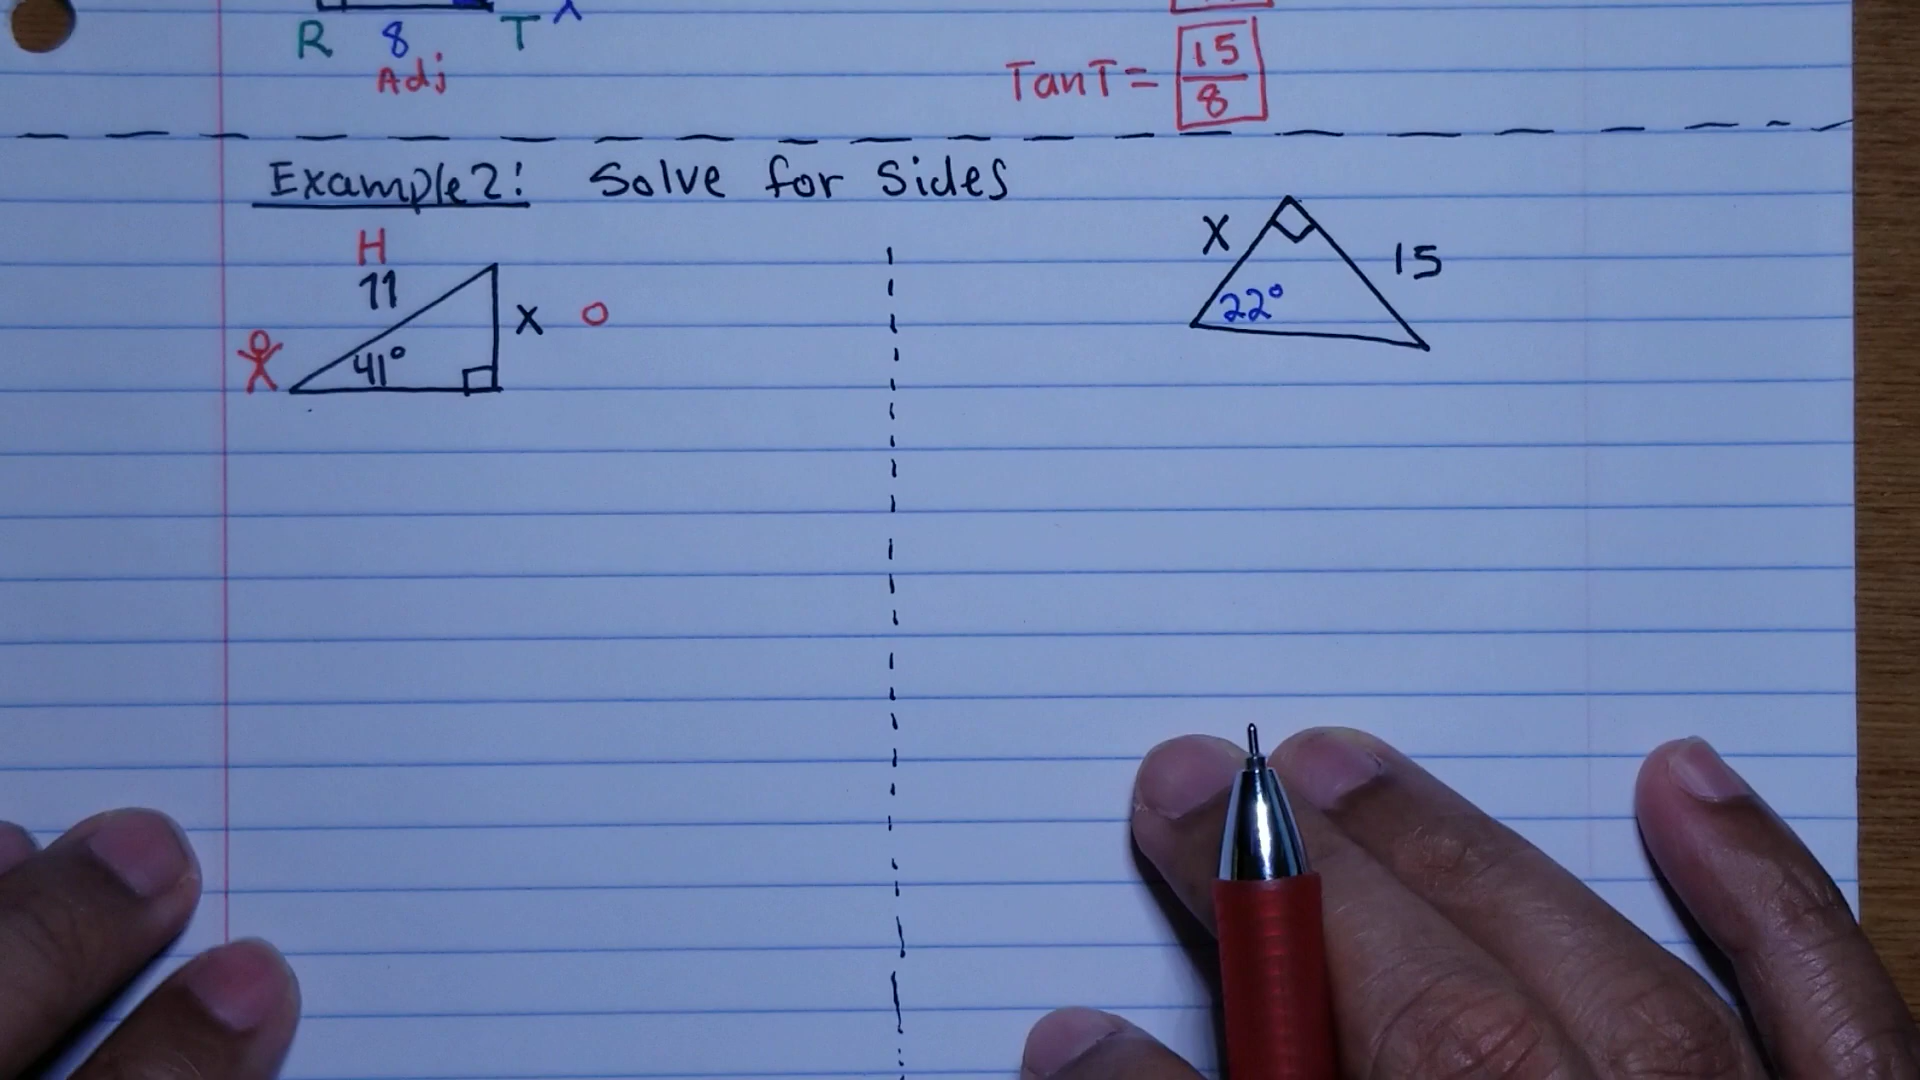 R 8 T
Adj
TanT = 15/8
Example 2: Solve for Sides
H
11
x O
41°
x
15
22°